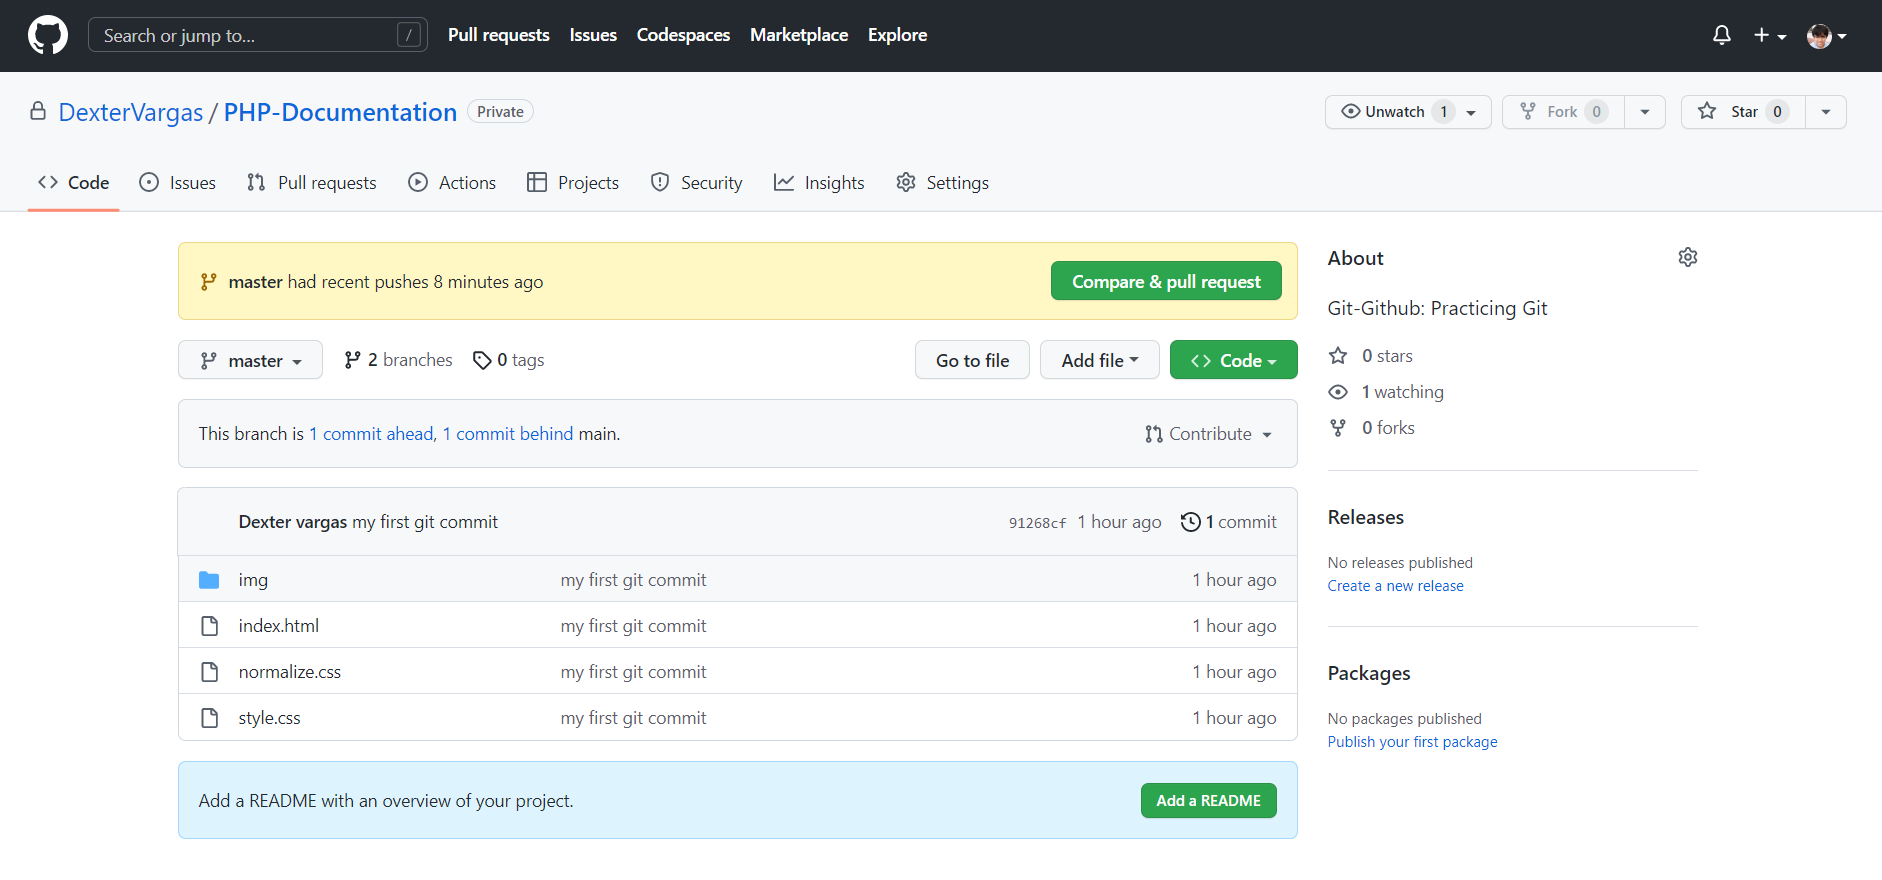 Search or jump to... /
Pull requests Issues Codespaces Marketplace Explore
DexterVargas / PHP-Documentation Private
Unwatch 1 Fork 0 Star 0
Code Issues Pull requests Actions Projects Security Insights Settings
master had recent pushes 8 minutes ago
Compare & pull request
master 2 branches 0 tags
Go to file Add file Code
This branch is 1 commit ahead, 1 commit behind main.
Contribute
Dexter vargas my first git commit 91268cf 1 hour ago 1 commit
img my first git commit 1 hour ago
index.html my first git commit 1 hour ago
normalize.css my first git commit 1 hour ago
style.css my first git commit 1 hour ago
Add a README with an overview of your project.
Add a README
About
Git-Github: Practicing Git
0 stars
1 watching
0 forks
Releases
No releases published
Create a new release
Packages
No packages published
Publish your first package